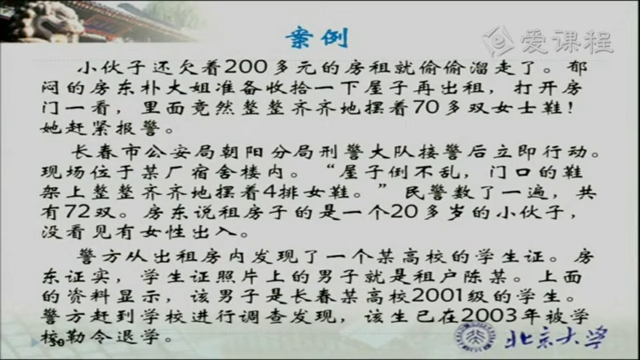 案例
爱课程
小伙子还欠着200多元的房租就偷偷溜走了。郁
闷的房东朴大姐准备收拾一下屋子再出租，打开房
门一看，里面竟然整整齐齐地摆着70多双女士鞋！
她赶紧报警。
长春市公安局朝阳分局刑警大队接警后立即行动。
现场位于某厂宿舍楼内。“屋子倒不乱，门口的鞋
架上整整齐齐地摆着4排女鞋。”民警数了一遍，共
有72双。房东说租房子的是一个20多岁的小伙子，
没看见有女性出入。
警方从出租房内发现了一个某高校的学生证。房
东证实，学生证照片上的男子就是租户陈某。上面
的资料显示，该男子是长春某高校2001级的学生。
警方赶到学校进行调查发现，该生已在2003年被学
校勒令退学。
北京大学